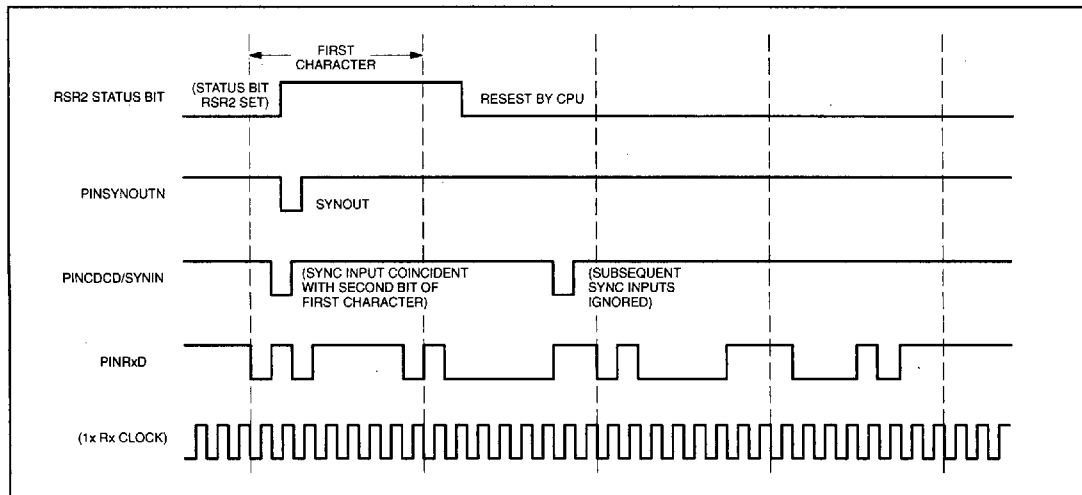 FIRST
CHARACTER
RSR2 STATUS BIT
(STATUS BIT
RSR2 SET)
RESEST BY CPU
PINSYNOUTN
SYNOUT
PINCDCD/SYNIN
(SYNC INPUT COINCIDENT
WITH SECOND BIT OF
FIRST CHARACTER)
(SUBSEQUENT
SYNC INPUTS
IGNORED)
PINRxD
(1x Rx CLOCK)